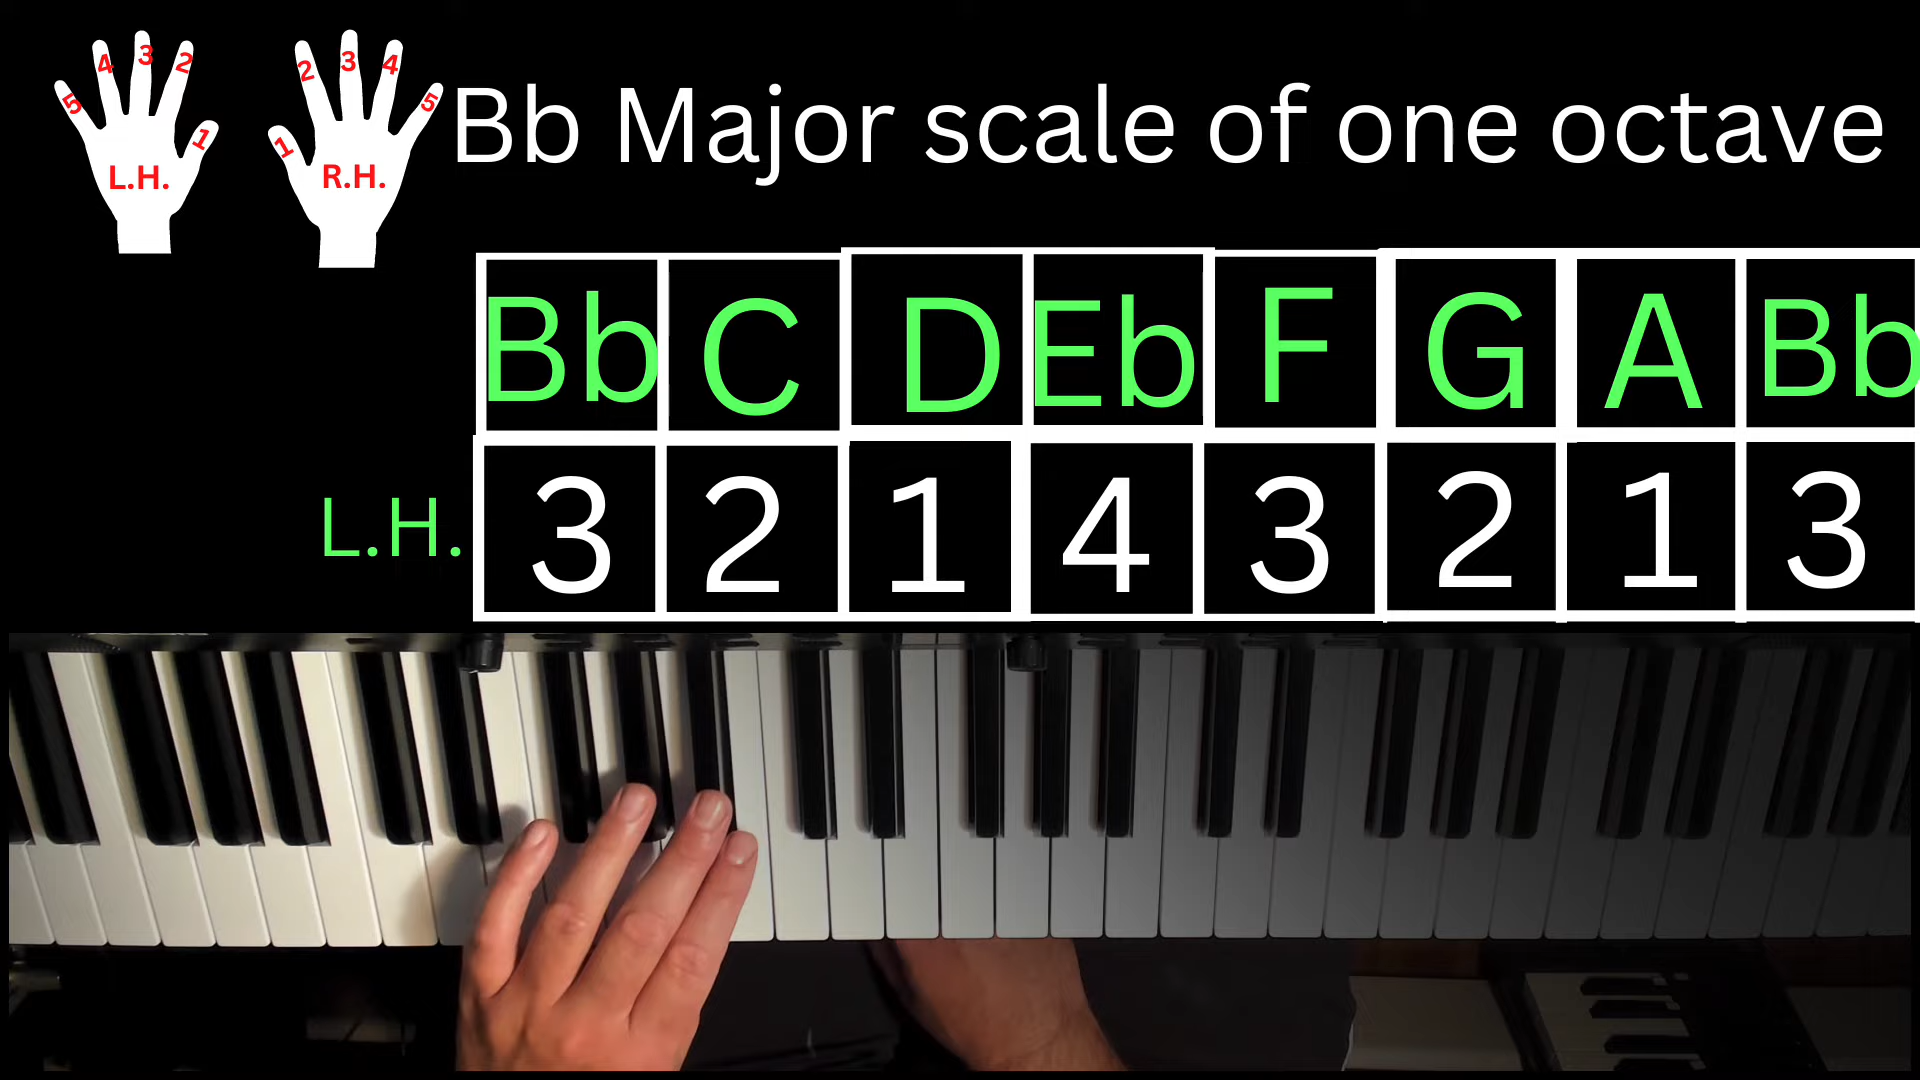 4 3 2
5 1
L.H.
2 3 4
1 5
R.H.
Bb Major scale of one octave
Bb C D Eb F G A Bb
L.H. 3 2 1 4 3 2 1 3